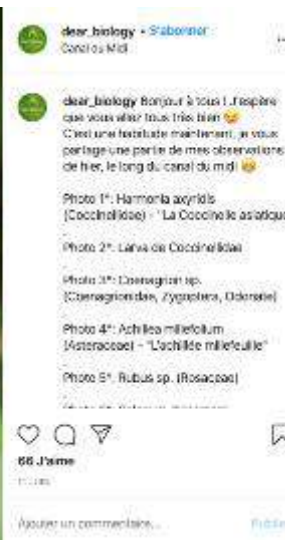 dear_biology • S'abonner
Canal du Midi
dear_biology Bonjour à tous ! J'espère
que vous allez tous très bien 😉
C'est une habitude maintenant, je vous
partage une partie de mes observations
de hier, le long du canal du midi
Photo 1*: Harmonia axyridis
(Coccinellidae) - "La Coccinelle asiatique
Photo 2*: Larve de Coccinellidae
Photo 3*: Coenagrion sp.
(Coenagrionidae, Zygoptera, Odonate)
Photo 4*: Achillea millefolium
(Asteraceae) - "L'achillée millefeuille"
Photo 5*, Rubus sp. (Rosaceae)
66 J'aime
Ajouter un commentaire...
Publier